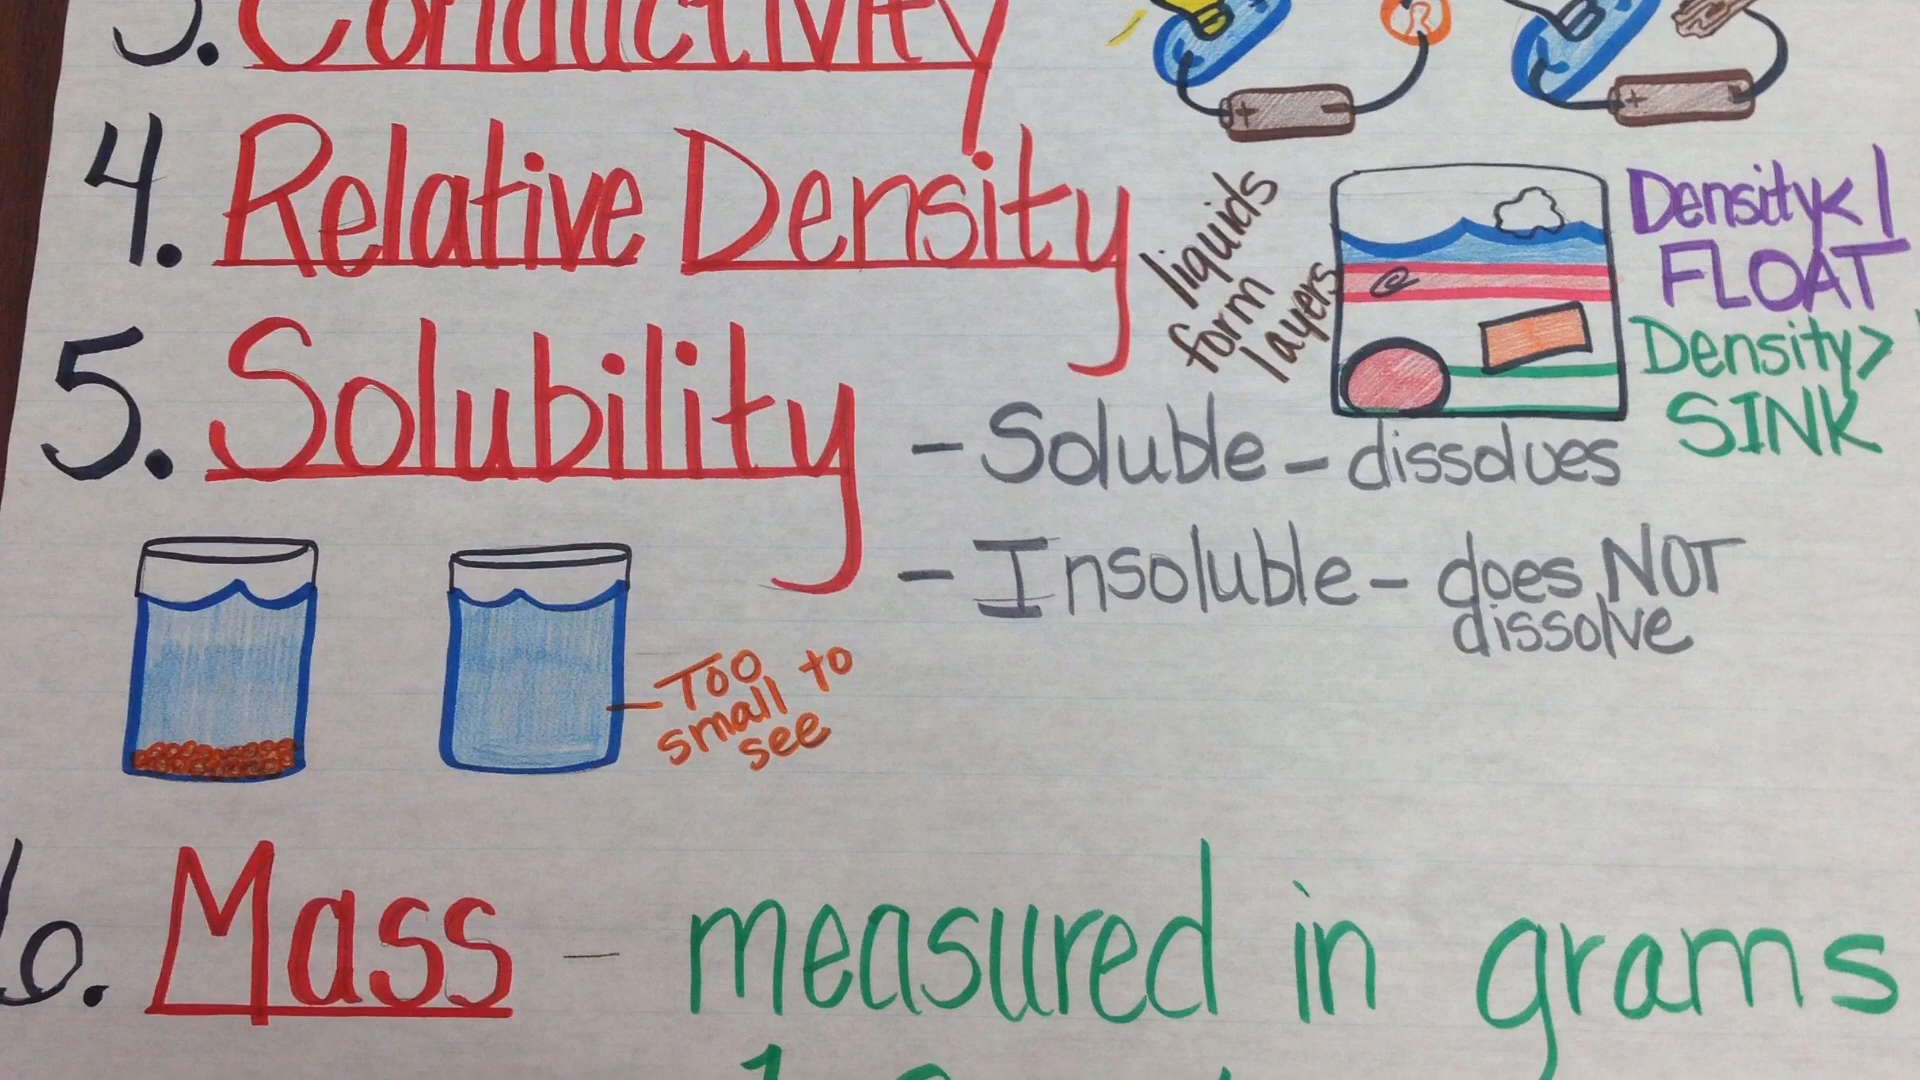 3. Conductivity
+ -
+ -
4. Relative Density
liquids
form
layers
Density<1
FLOAT
Density>
SINK
5. Solubility
- Soluble - dissolves
- Insoluble - does NOT
dissolve
- Too
small to
see
6. Mass - measured in grams